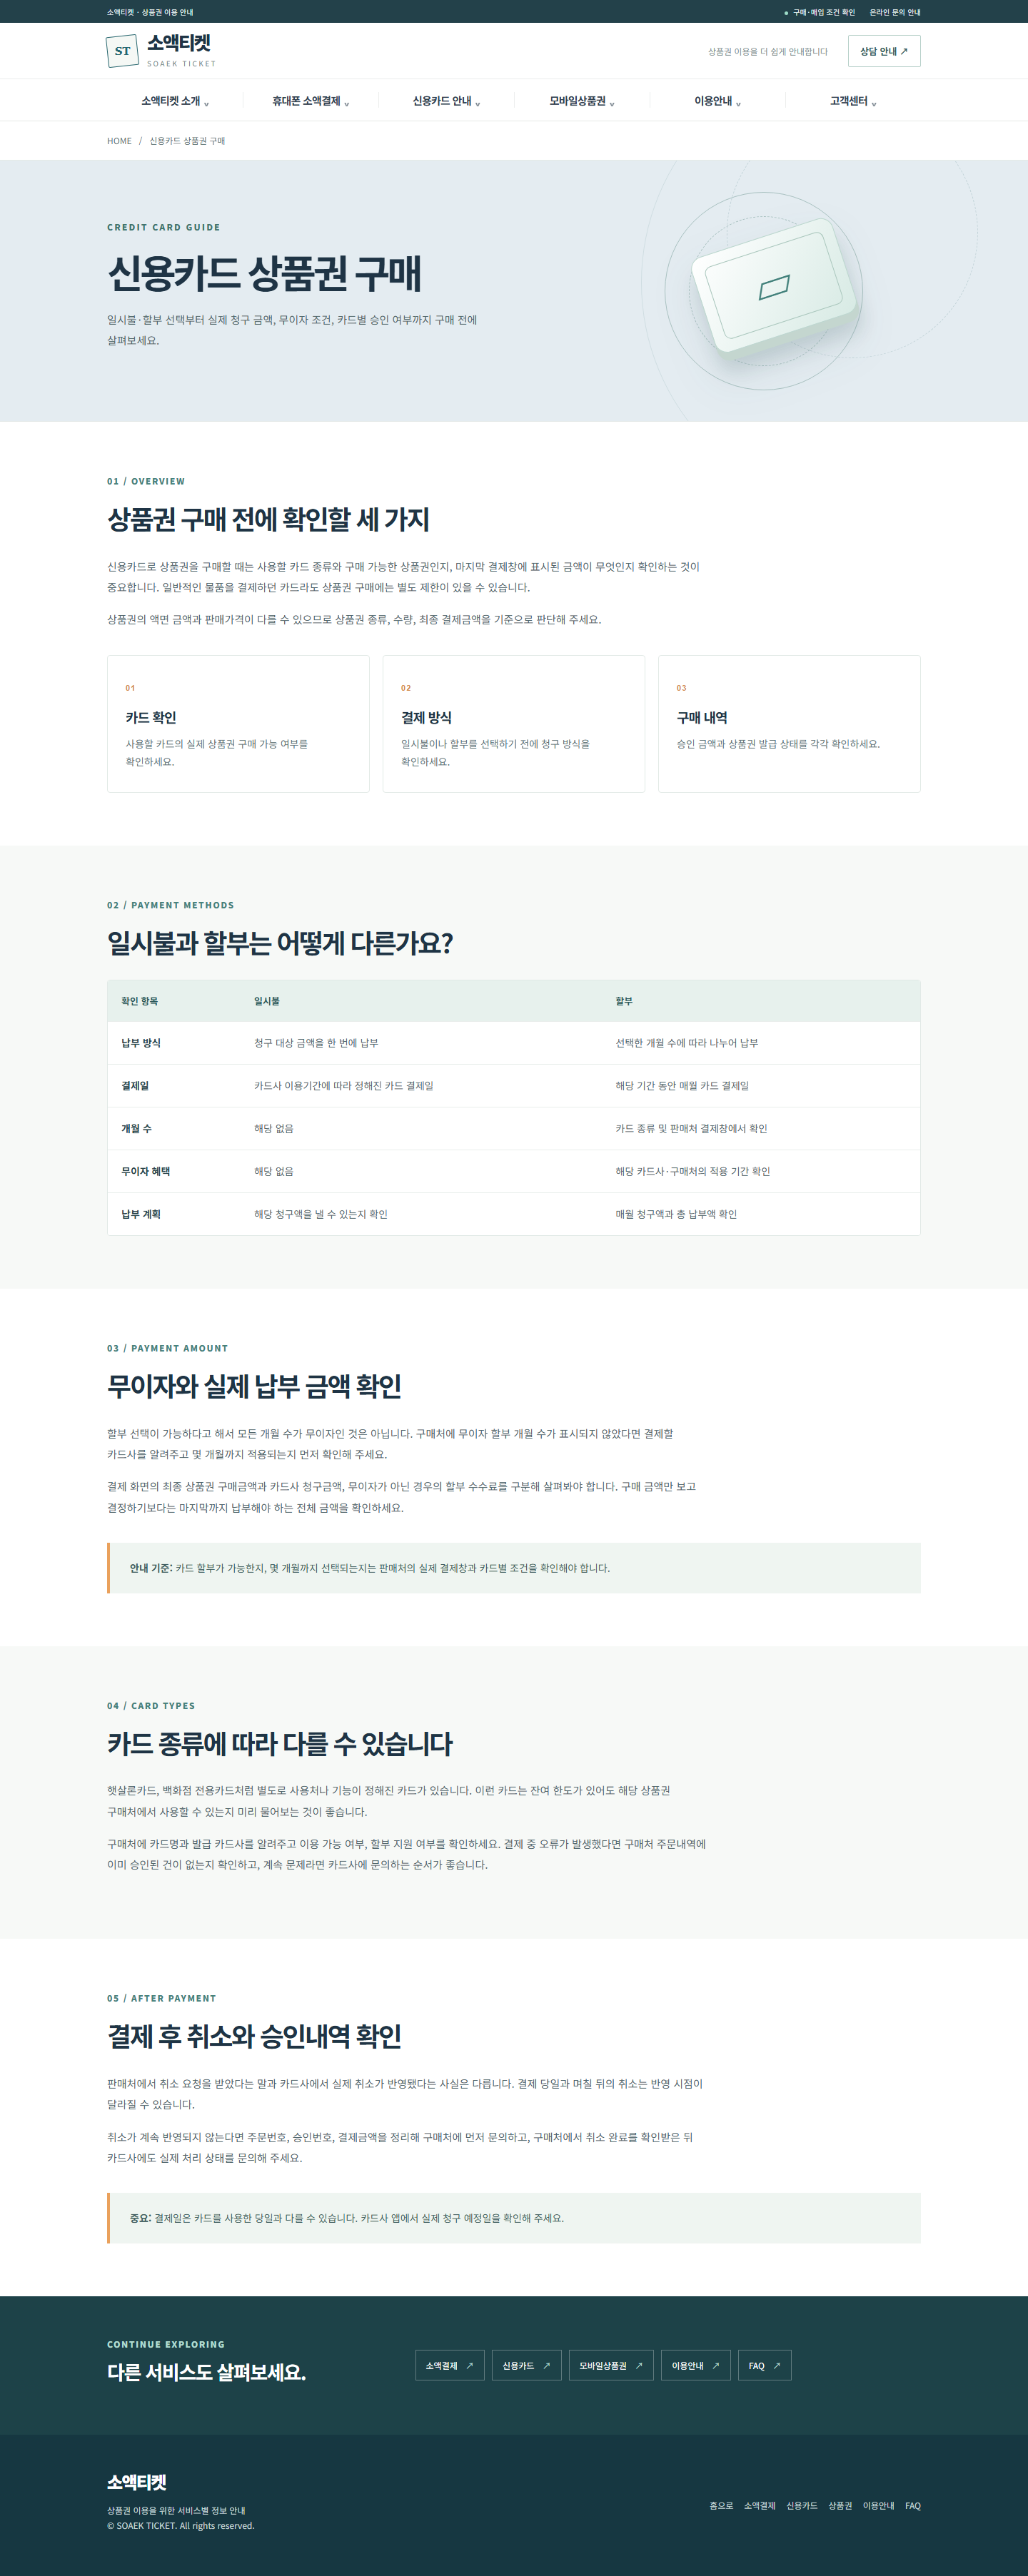 소액티켓 · 상품권 이용 안내
구매·매입 조건 확인 온라인 문의 안내
ST 소액티켓
SOAEK TICKET
상품권 이용을 더 쉽게 안내합니다
상담 안내 ↗
소액티켓 소개 휴대폰 소액결제 신용카드 안내 모바일상품권 이용안내 고객센터
HOME / 신용카드 상품권 구매
CREDIT CARD GUIDE
신용카드 상품권 구매
일시불·할부 선택부터 실제 청구 금액, 무이자 조건, 카드별 승인 여부까지 구매 전에
살펴보세요.
01 / OVERVIEW
상품권 구매 전에 확인할 세 가지
신용카드로 상품권을 구매할 때는 사용할 카드 종류와 구매 가능한 상품권인지, 마지막 결제창에 표시된 금액이 무엇인지 확인하는 것이
중요합니다. 일반적인 물품을 결제하던 카드라도 상품권 구매에는 별도 제한이 있을 수 있습니다.
상품권의 액면 금액과 판매가격이 다를 수 있으므로 상품권 종류, 수량, 최종 결제금액을 기준으로 판단해 주세요.
01
카드 확인
사용할 카드의 실제 상품권 구매 가능 여부를
확인하세요.
02
결제 방식
일시불이나 할부를 선택하기 전에 청구 방식을
확인하세요.
03
구매 내역
승인 금액과 상품권 발급 상태를 각각 확인하세요.
02 / PAYMENT METHODS
일시불과 할부는 어떻게 다른가요?
확인 항목 일시불 할부
납부 방식 청구 대상 금액을 한 번에 납부 선택한 개월 수에 따라 나누어 납부
결제일 카드사 이용기간에 따라 정해진 카드 결제일 해당 기간 동안 매월 카드 결제일
개월 수 해당 없음 카드 종류 및 판매처 결제창에서 확인
무이자 혜택 해당 없음 해당 카드사·구매처의 적용 기간 확인
납부 계획 해당 청구액을 낼 수 있는지 확인 매월 청구액과 총 납부액 확인
03 / PAYMENT AMOUNT
무이자와 실제 납부 금액 확인
할부 선택이 가능하다고 해서 모든 개월 수가 무이자인 것은 아닙니다. 구매처에 무이자 할부 개월 수가 표시되지 않았다면 결제할
카드사를 알려주고 몇 개월까지 적용되는지 먼저 확인해 주세요.
결제 화면의 최종 상품권 구매금액과 카드사 청구금액, 무이자가 아닌 경우의 할부 수수료를 구분해 살펴봐야 합니다. 구매 금액만 보고
결정하기보다는 마지막까지 납부해야 하는 전체 금액을 확인하세요.
안내 기준: 카드 할부가 가능한지, 몇 개월까지 선택되는지는 판매처의 실제 결제창과 카드별 조건을 확인해야 합니다.
04 / CARD TYPES
카드 종류에 따라 다를 수 있습니다
햇살론카드, 백화점 전용카드처럼 별도로 사용처나 기능이 정해진 카드가 있습니다. 이런 카드는 잔여 한도가 있어도 해당 상품권
구매처에서 사용할 수 있는지 미리 물어보는 것이 좋습니다.
구매처에 카드명과 발급 카드사를 알려주고 이용 가능 여부, 할부 지원 여부를 확인하세요. 결제 중 오류가 발생했다면 구매처 주문내역에
이미 승인된 건이 없는지 확인하고, 계속 문제라면 카드사에 문의하는 순서가 좋습니다.
05 / AFTER PAYMENT
결제 후 취소와 승인내역 확인
판매처에서 취소 요청을 받았다는 말과 카드사에서 실제 취소가 반영됐다는 사실은 다릅니다. 결제 당일과 며칠 뒤의 취소는 반영 시점이
달라질 수 있습니다.
취소가 계속 반영되지 않는다면 주문번호, 승인번호, 결제금액을 정리해 구매처에 먼저 문의하고, 구매처에서 취소 완료를 확인받은 뒤
카드사에도 실제 처리 상태를 문의해 주세요.
중요: 결제일은 카드를 사용한 당일과 다를 수 있습니다. 카드사 앱에서 실제 청구 예정일을 확인해 주세요.
CONTINUE EXPLORING
다른 서비스도 살펴보세요.
소액결제 ↗ 신용카드 ↗ 모바일상품권 ↗ 이용안내 ↗ FAQ ↗
소액티켓
상품권 이용을 위한 서비스별 정보 안내
© SOAEK TICKET. All rights reserved.
홈으로 소액결제 신용카드 상품권 이용안내 FAQ